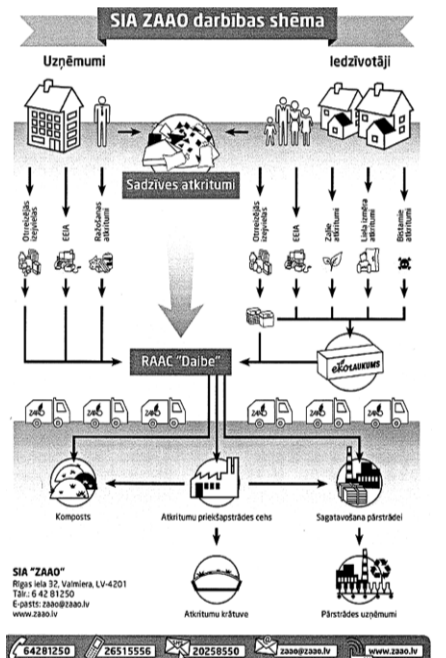 SIA ZAAO darbības shēma
Uzņēmumi
Iedzīvotāji
Sadzīves atkritumi
Otrreizējās izejvielas
EEIA
Ražošanas atkritumi
Otrreizējās izejvielas
EEIA
Zaļie atkritumi
Liela izmēra atkritumi
Bīstamie atkritumi
EKOLAUKUMS
RAAC "Daibe"
ZAAO
ZAAO
ZAAO
ZAAO
ZAAO
ZAAO
Komposts
Atkritumu priekšapstrādes cehs
Sagatavošana pārstrādei
SIA "ZAAO"
Rīgas iela 32, Valmiera, LV-4201
Tālr.: 6 42 81250
E-pasts: zaao@zaao.lv
www.zaao.lv
Atkritumu krātuve
Pārstrādes uzņēmumi
64281250
26515556
20258550
zaao@zaao.lv
www.zaao.lv